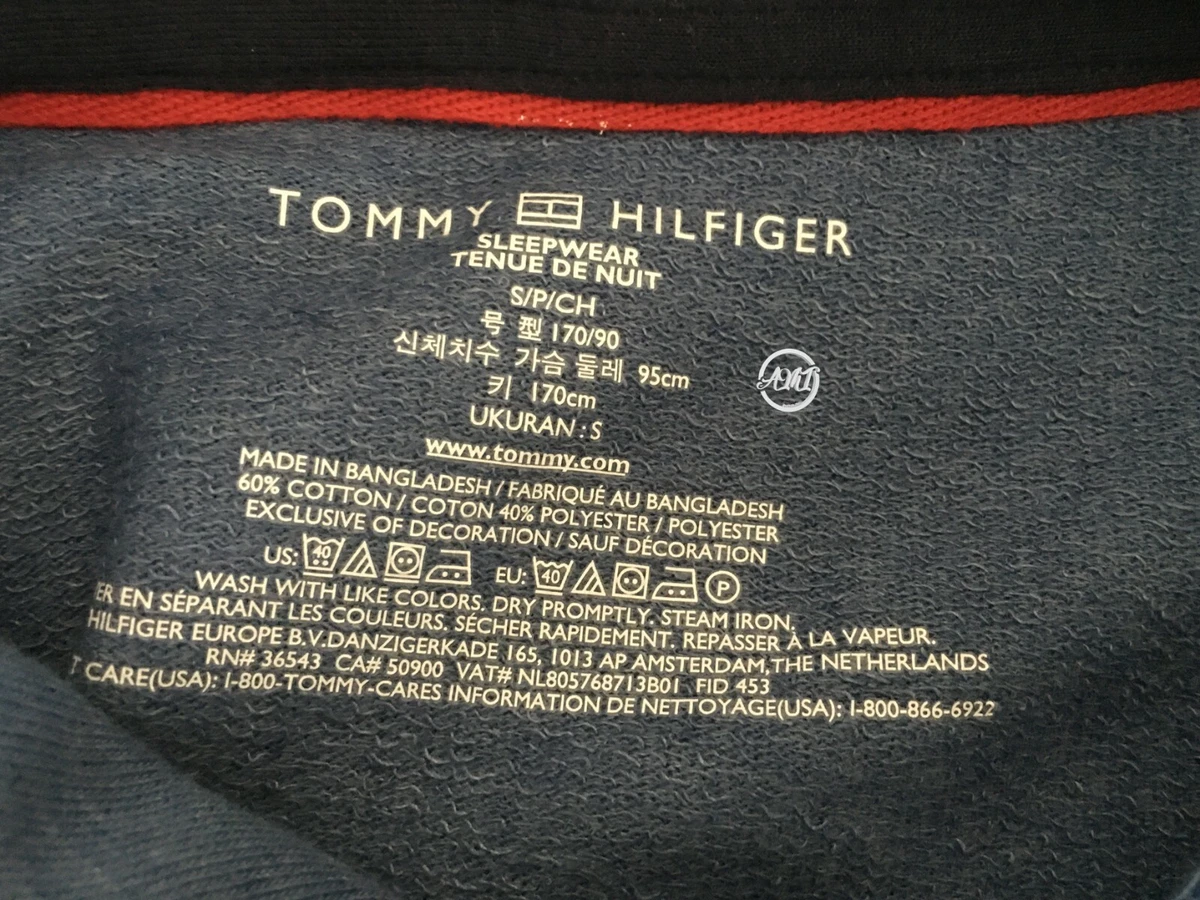 TOMMY HILFIGER
SLEEPWEAR
TENUE DE NUIT
S/P/CH
号 型 170/90
신체치수 가슴 둘레 95cm
키 170cm
UKURAN : S
www.tommy.com
MADE IN BANGLADESH / FABRIQUÉ AU BANGLADESH
60% COTTON / COTON 40% POLYESTER / POLYESTER
EXCLUSIVE OF DECORATION / SAUF DÉCORATION
US: 40 EU: 40 P
WASH WITH LIKE COLORS. DRY PROMPTLY. STEAM IRON.
ER EN SÉPARANT LES COULEURS. SÉCHER RAPIDEMENT. REPASSER À LA VAPEUR.
HILFIGER EUROPE B.V.DANZIGERKADE 165, 1013 AP AMSTERDAM,THE NETHERLANDS
RN# 36543 CA# 50900 VAT# NL805768713B01 FID 453
T CARE(USA): 1-800-TOMMY-CARES INFORMATION DE NETTOYAGE(USA): 1-800-866-6922